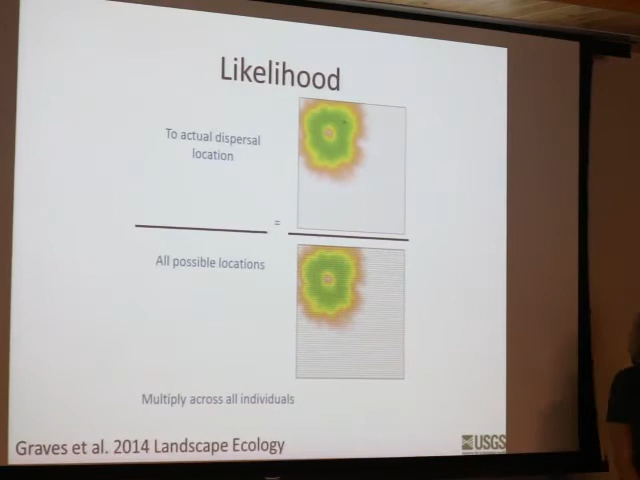 Likelihood
To actual dispersal
location
=
All possible locations
Multiply across all individuals
Graves et al. 2014 Landscape Ecology
USGS